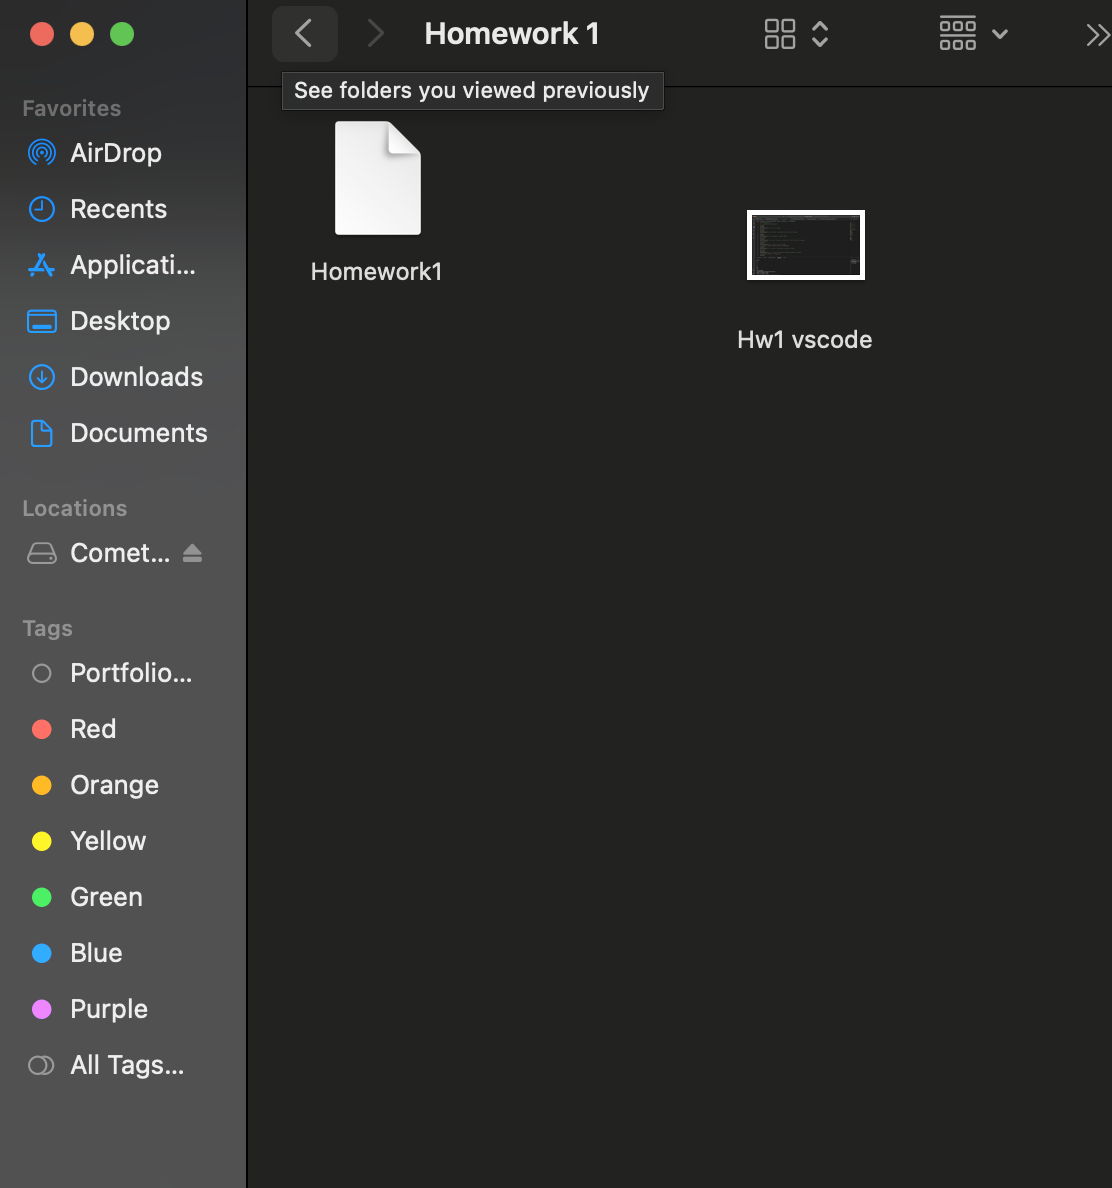 Homework 1
See folders you viewed previously
Favorites
AirDrop
Recents
Applicati...
Desktop
Downloads
Documents
Locations
Comet...
Tags
Portfolio...
Red
Orange
Yellow
Green
Blue
Purple
All Tags...
Homework1
Hw1 vscode